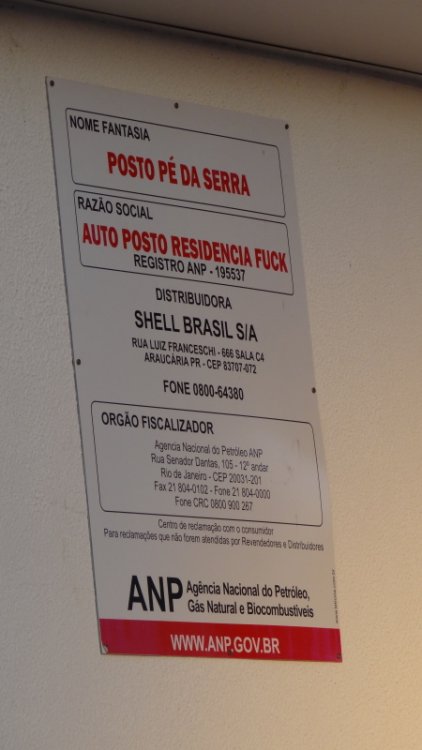 NOME FANTASIA
POSTO PÉ DA SERRA
RAZÃO SOCIAL
AUTO POSTO RESIDENCIA FUCK
REGISTRO ANP - 195537
DISTRIBUIDORA
SHELL BRASIL S/A
RUA LUIZ FRANCESCHI - 666 SALA C4
ARAUCÁRIA PR - CEP 83707-072
FONE 0800-64380
ORGÃO FISCALIZADOR
Agencia Nacional do Petróleo ANP
Rua Senador Dantas, 105 - 12º andar
Rio de Janeiro - CEP 20031-201
Fax 21 804-0102 - Fone 21 804-0000
Fone CRC 0800 900 267
Centro de reclamação com o consumidor
Para reclamações que não forem atendidas por Revendedores e Distribuidores
ANP Agência Nacional do Petróleo,
Gás Natural e Biocombustíveis
WWW.ANP.GOV.BR